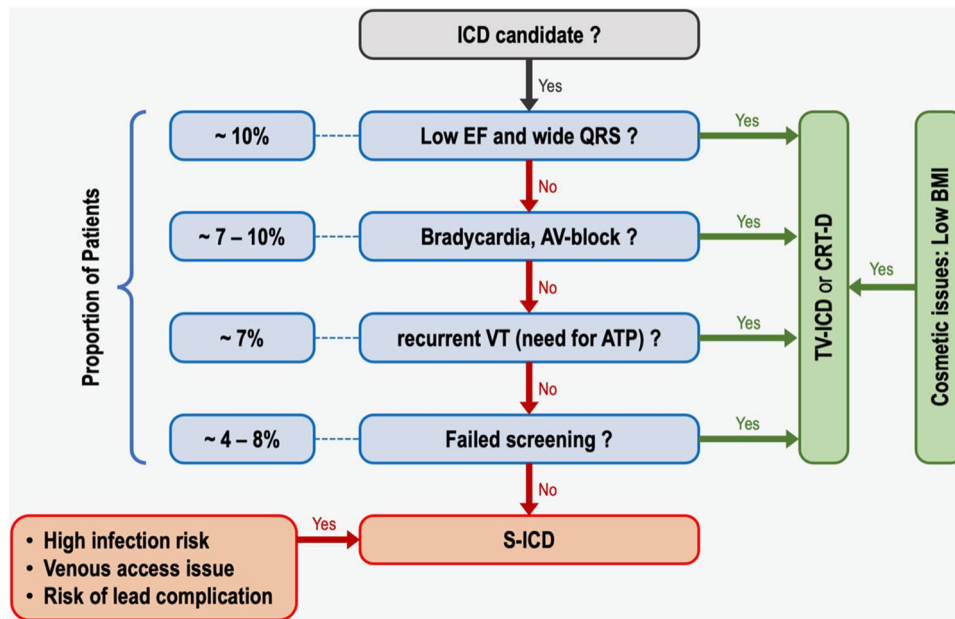 ICD candidate ?
Yes
~ 10%
Low EF and wide QRS ?
Yes
No
~ 7 – 10%
Bradycardia, AV-block ?
Yes
No
~ 7%
recurrent VT (need for ATP) ?
Yes
No
~ 4 – 8%
Failed screening ?
Yes
No
Proportion of Patients
TV-ICD or CRT-D
Yes
Cosmetic issues: Low BMI
• High infection risk
• Venous access issue
• Risk of lead complication
Yes
S-ICD